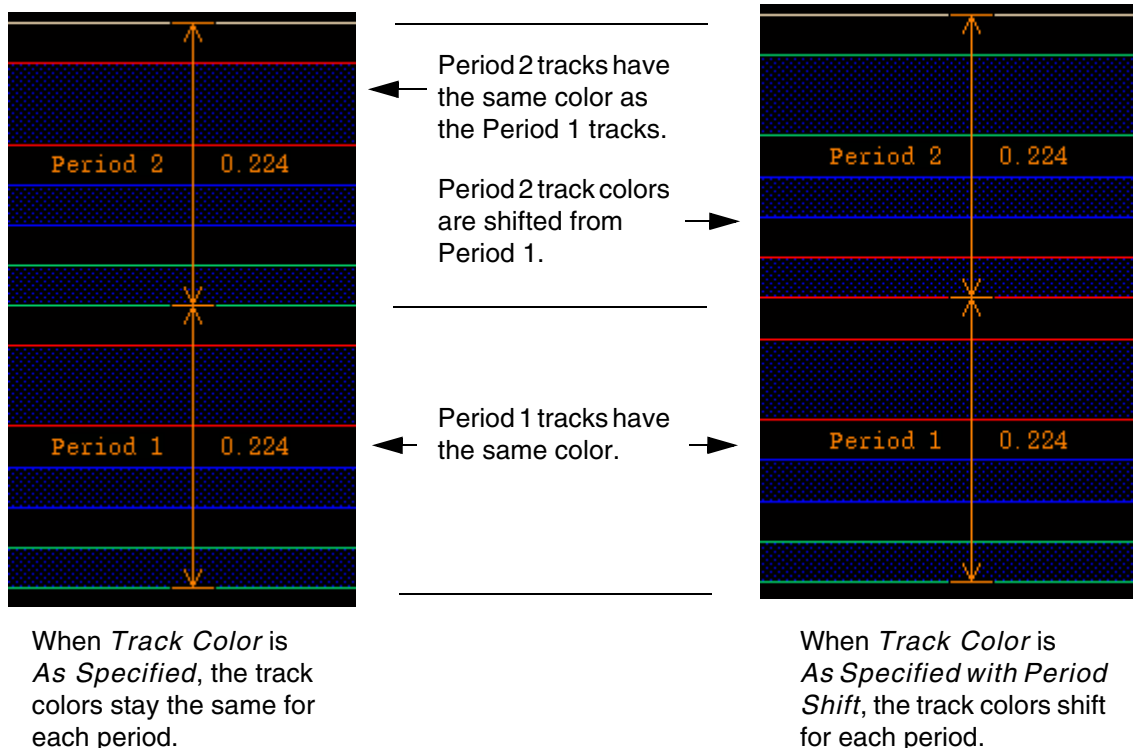 Period 2 0.224
Period 1 0.224
Period 2 tracks have
the same color as
the Period 1 tracks.
Period 2 track colors
are shifted from
Period 1.
Period 1 tracks have
the same color.
Period 2 0.224
Period 1 0.224
When Track Color is
As Specified, the track
colors stay the same for
each period.
When Track Color is
As Specified with Period
Shift, the track colors shift
for each period.